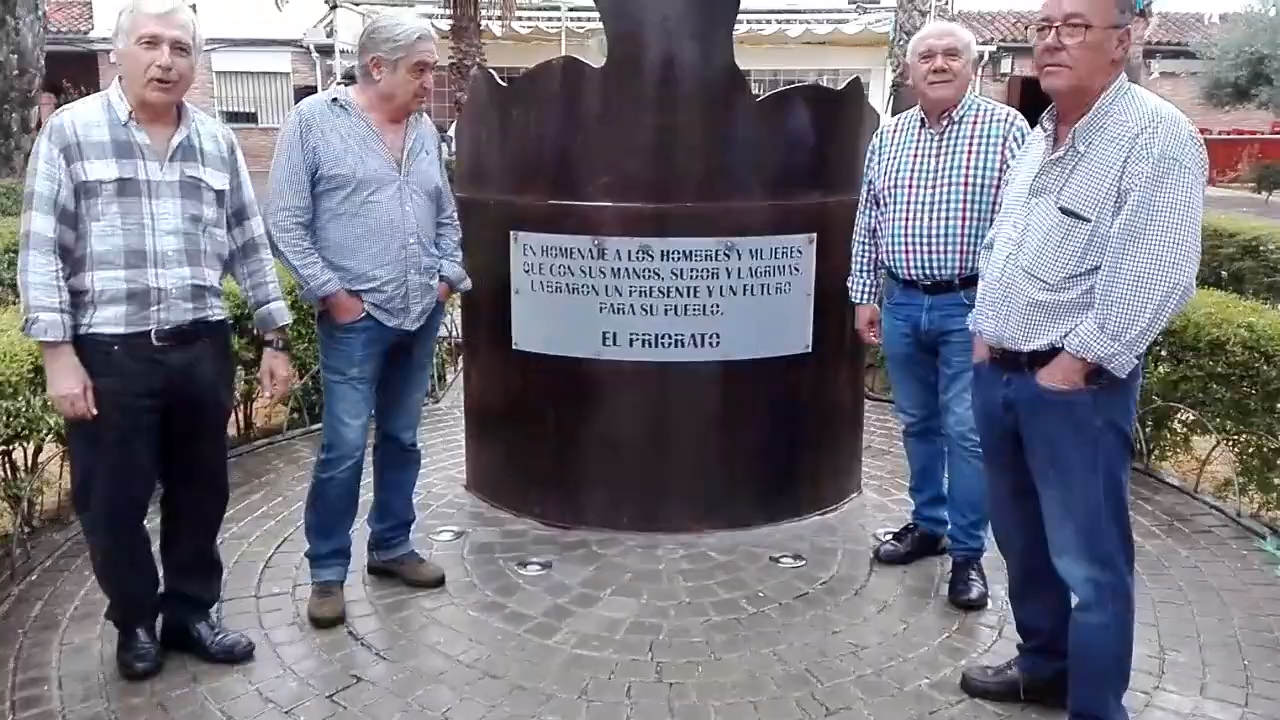 EN HOMENAJE A LOS HOMBRES Y MUJERES
QUE CON SUS MANOS, SUDOR Y LÁGRIMAS,
LABRARON UN PRESENTE Y UN FUTURO
PARA SU PUEBLO.
EL PRIORATO